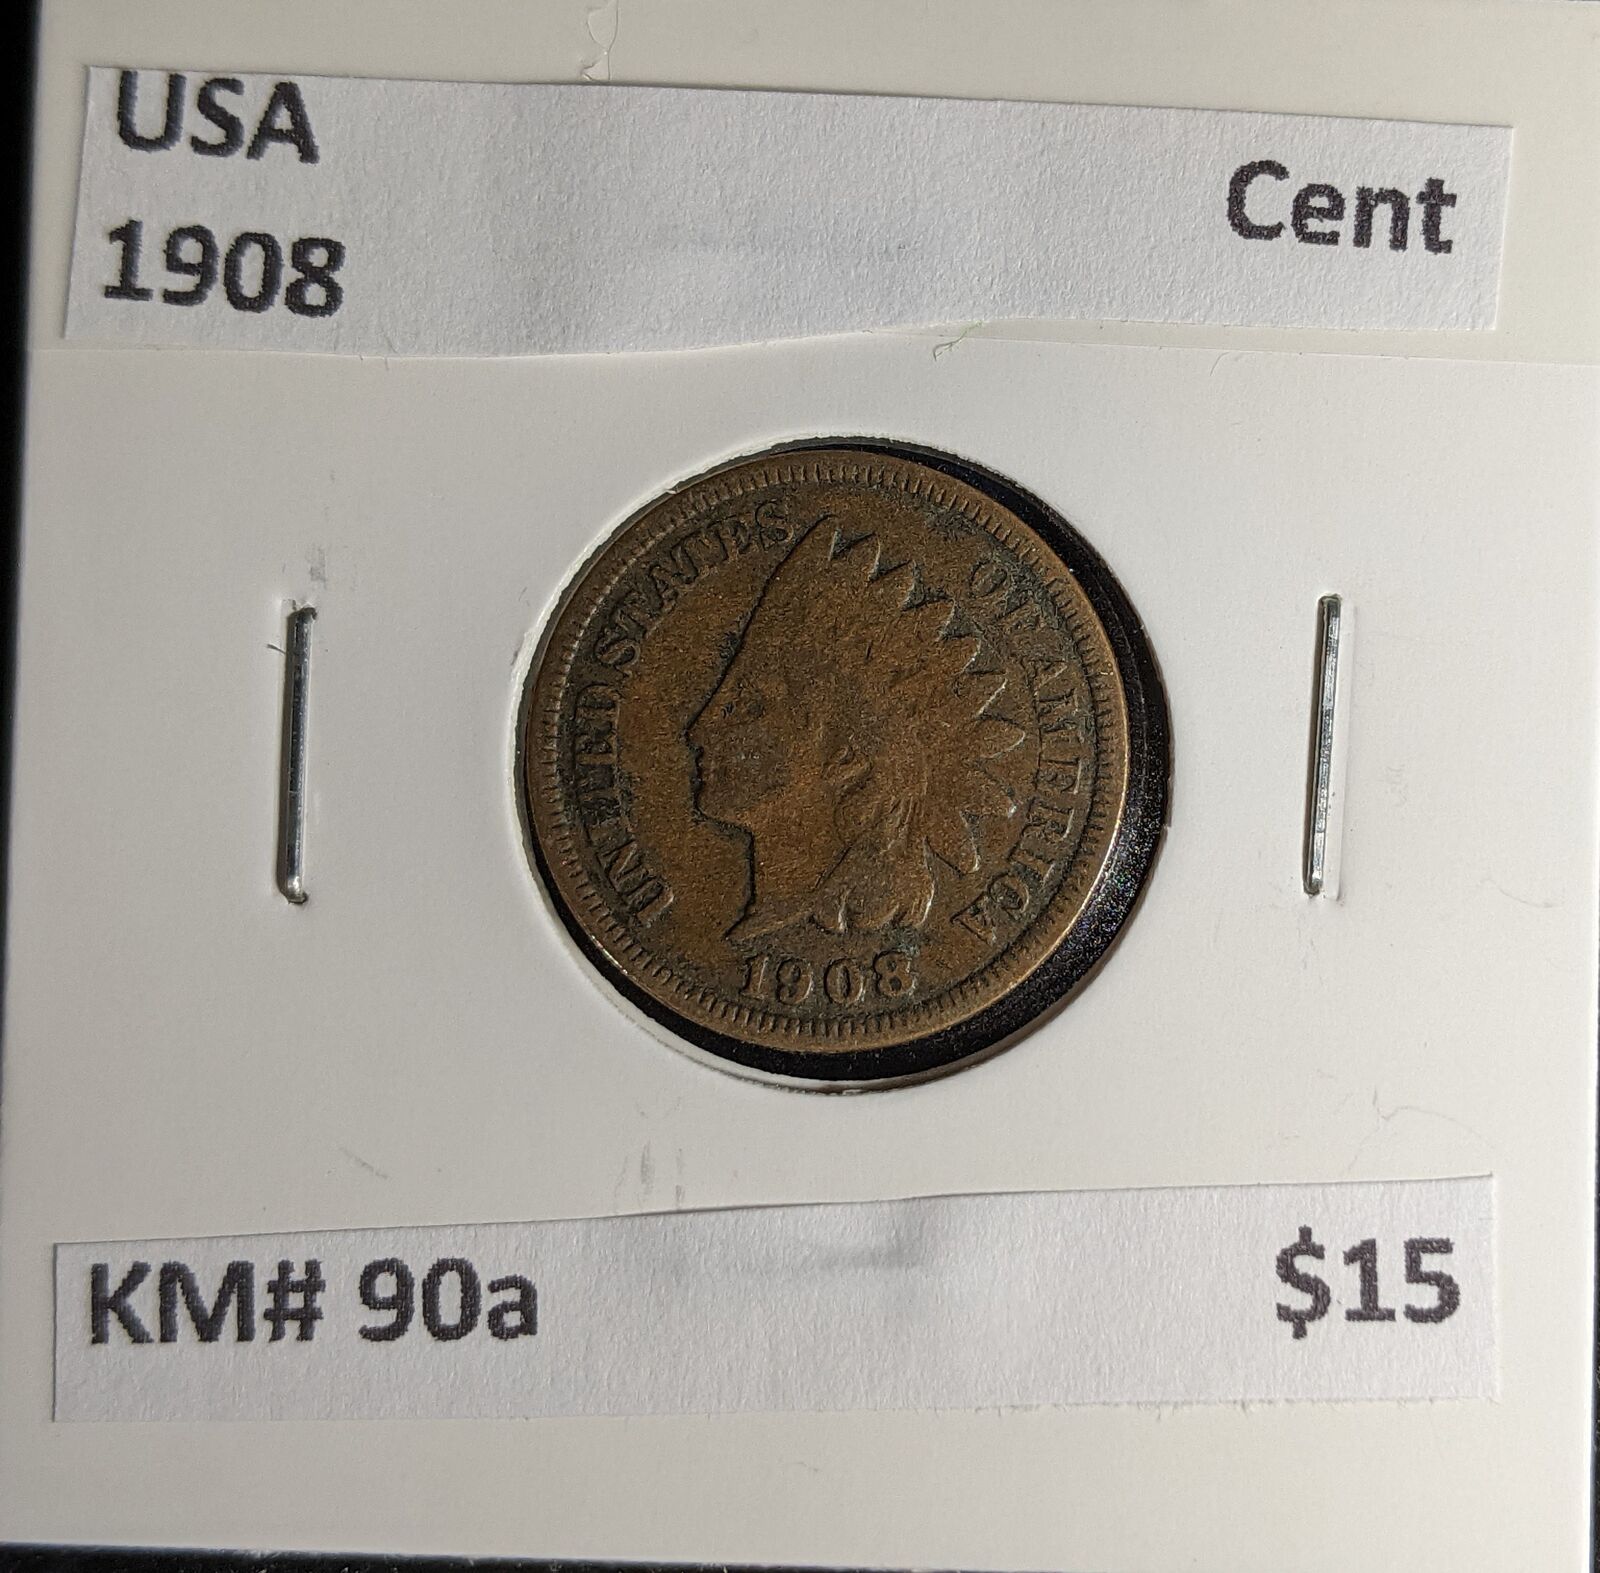 USA
1908
Cent
UNITED STATES OF AMERICA
1908
KM# 90a
$15